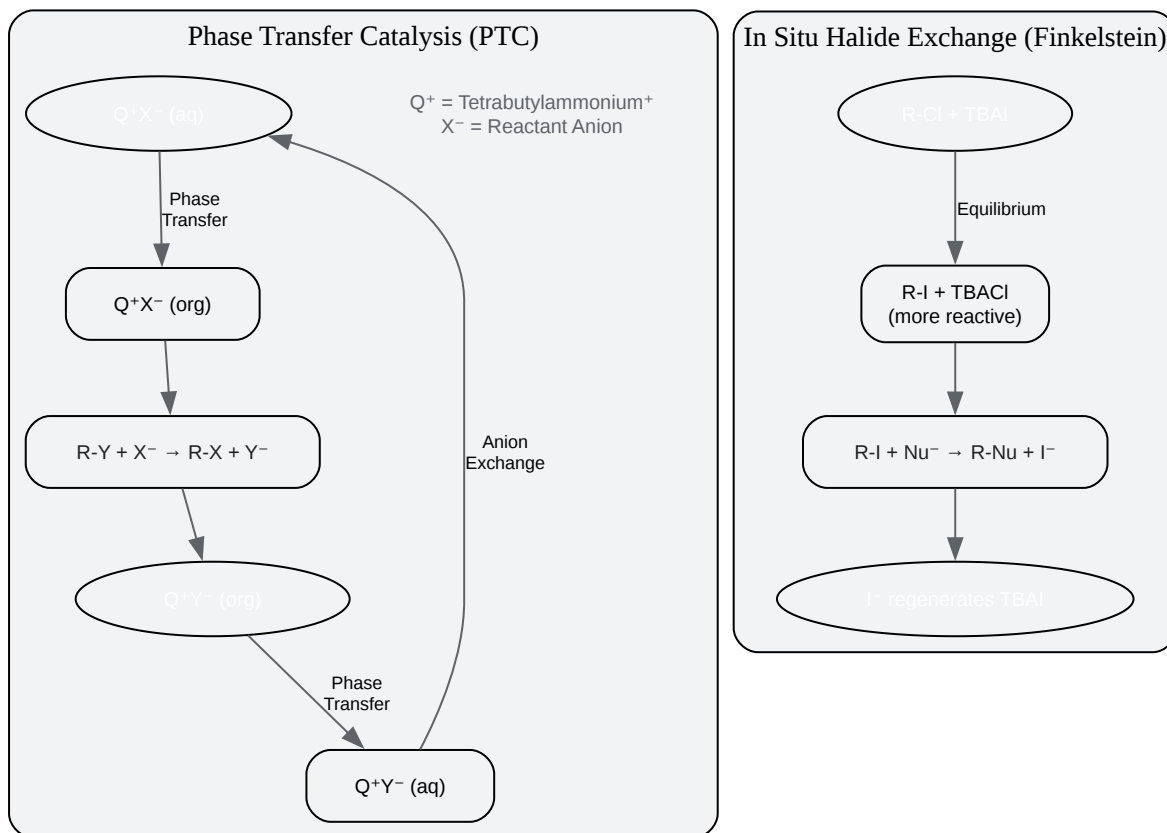 Phase Transfer Catalysis (PTC)
Q⁺X⁻ (aq)
Q⁺ = Tetrabutylammonium⁺
X⁻ = Reactant Anion
Phase
Transfer
Q⁺X⁻ (org)
R-Y + X⁻ → R-X + Y⁻
Anion
Exchange
Q⁺Y⁻ (org)
Phase
Transfer
Q⁺Y⁻ (aq)
In Situ Halide Exchange (Finkelstein)
R-Cl + TBAI
Equilibrium
R-I + TBACl
(more reactive)
R-I + Nu⁻ → R-Nu + I⁻
I⁻ regenerates TBAI